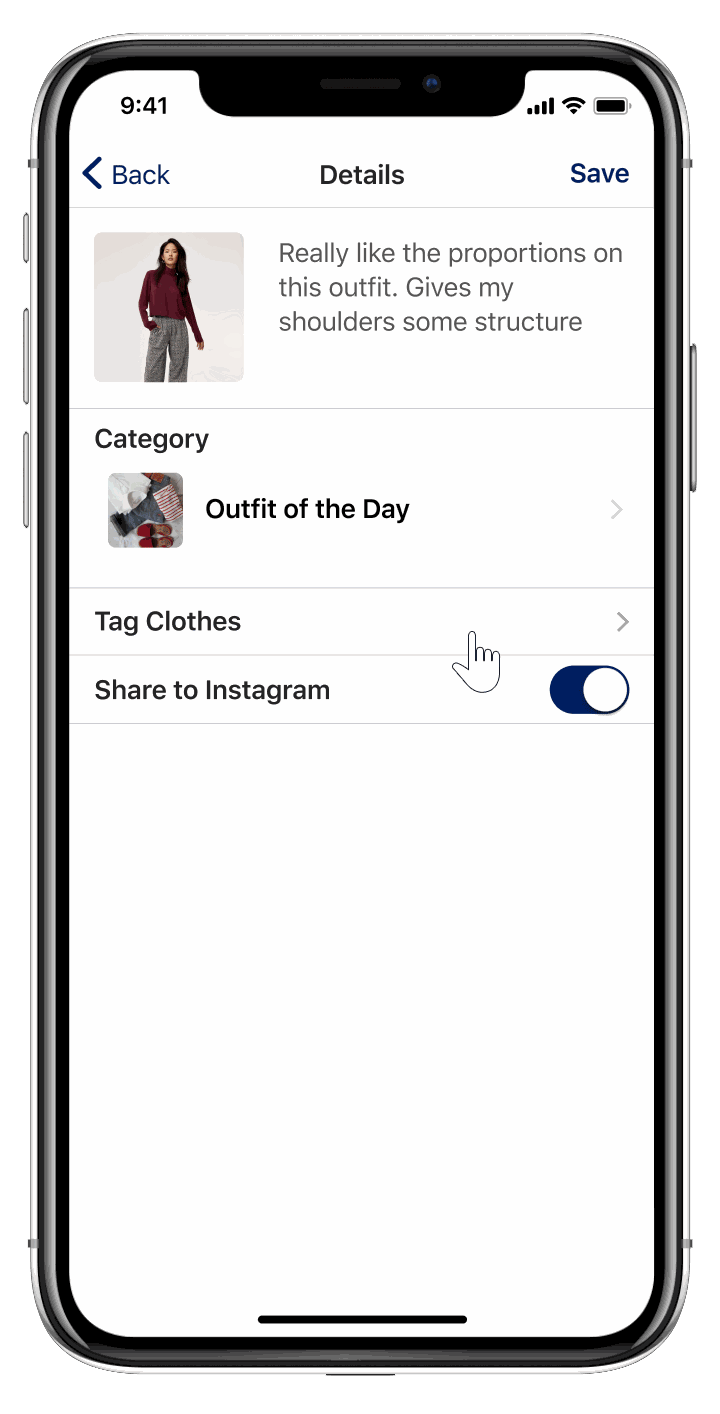 9:41
Back
Details
Save
Really like the proportions on
this outfit. Gives my
shoulders some structure
Category
Outfit of the Day
Tag Clothes
Share to Instagram